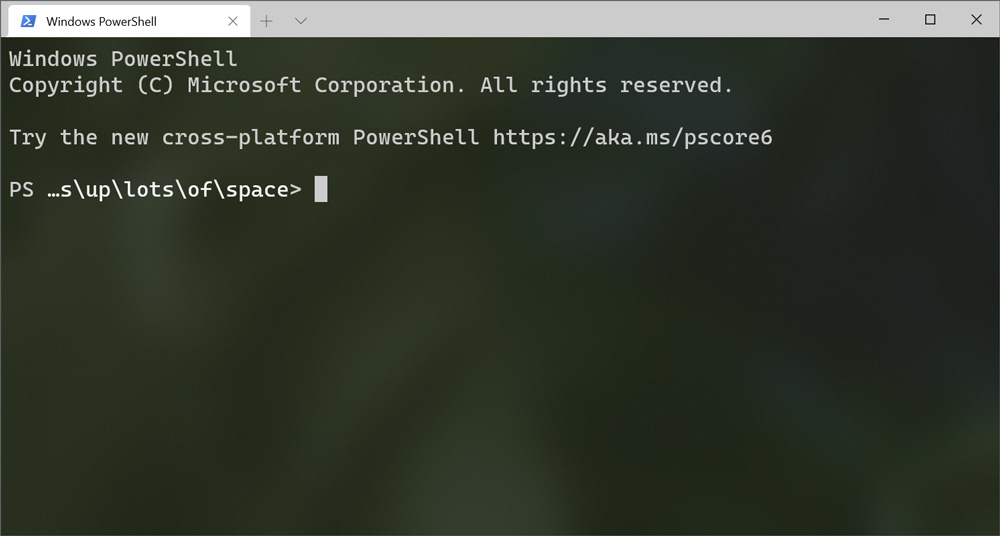 Windows PowerShell
Windows PowerShell
Copyright (C) Microsoft Corporation. All rights reserved.
Try the new cross-platform PowerShell https://aka.ms/pscore6
PS …s\up\lots\of\space>